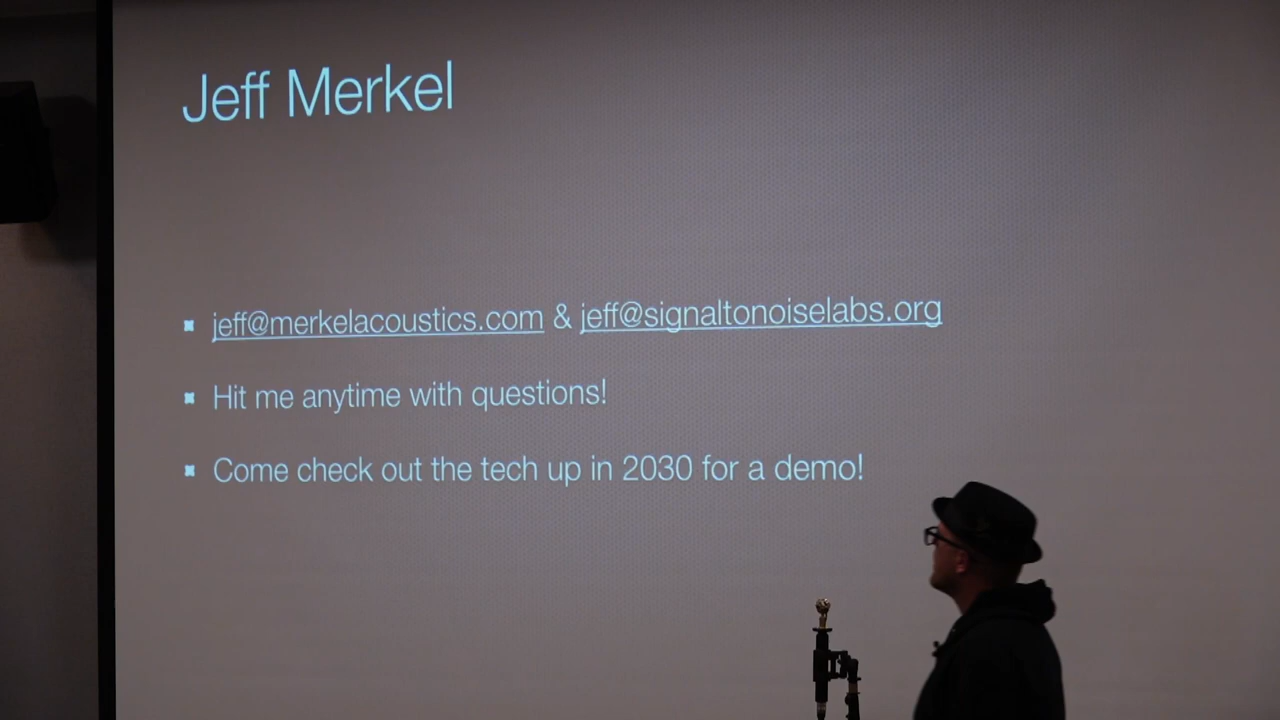 Jeff Merkel
jeff@merkelacoustics.com & jeff@signaltonoiselabs.org
Hit me anytime with questions!
Come check out the tech up in 2030 for a demo!